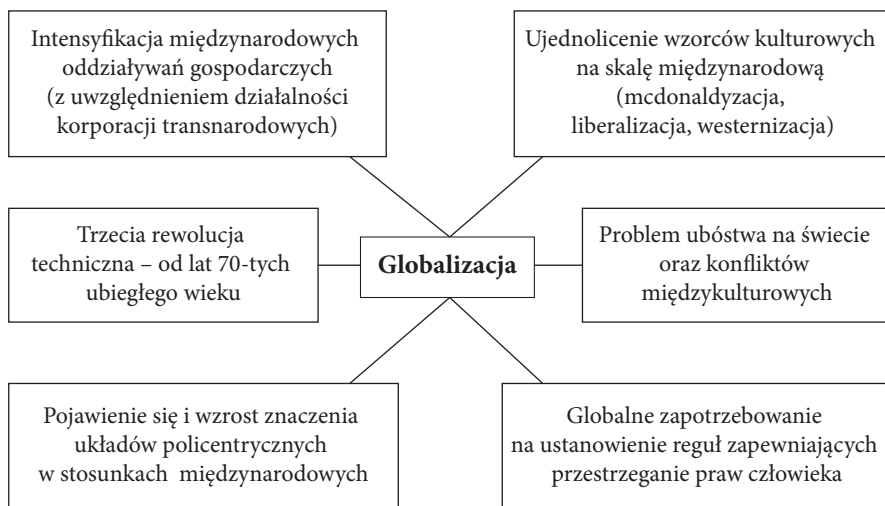 Intensyfikacja międzynarodowych
oddziaływań gospodarczych
(z uwzględnieniem działalności
korporacji transnarodowych)
Ujednolicenie wzorców kulturowych
na skalę międzynarodową
(mcdonaldyzacja,
liberalizacja, westernizacja)
Trzecia rewolucja
techniczna – od lat 70-tych
ubiegłego wieku
Globalizacja
Problem ubóstwa na świecie
oraz konfliktów
międzykulturowych
Pojawienie się i wzrost znaczenia
układów policentrycznych
w stosunkach międzynarodowych
Globalne zapotrzebowanie
na ustanowienie reguł zapewniających
przestrzeganie praw człowieka